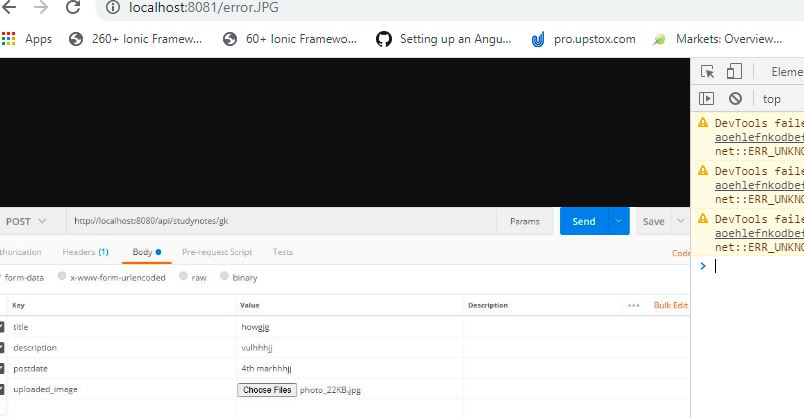 localhost:8081/error.JPG
Apps 260+ Ionic Framew... 60+ Ionic Framewo... Setting up an Angu... pro.upstox.com Markets: Overview...
Eleme
top
DevTools faile
aoehlefnkodbef
net::ERR_UNKNO
DevTools faile
aoehlefnkodbef
net::ERR_UNKNO
DevTools faile
aoehlefnkodbef
net::ERR_UNKNO
POST http://localhost:8080/api/studynotes/gk Params Send Save
thorization Headers (1) Body Pre-request Script Tests Code
form-data x-www-form-urlencoded raw binary
Key Value Description Bulk Edit
title howgjg
description vulhhhjj
postdate 4th marhhhjj
uploaded_image Choose Files photo_22KB.jpg